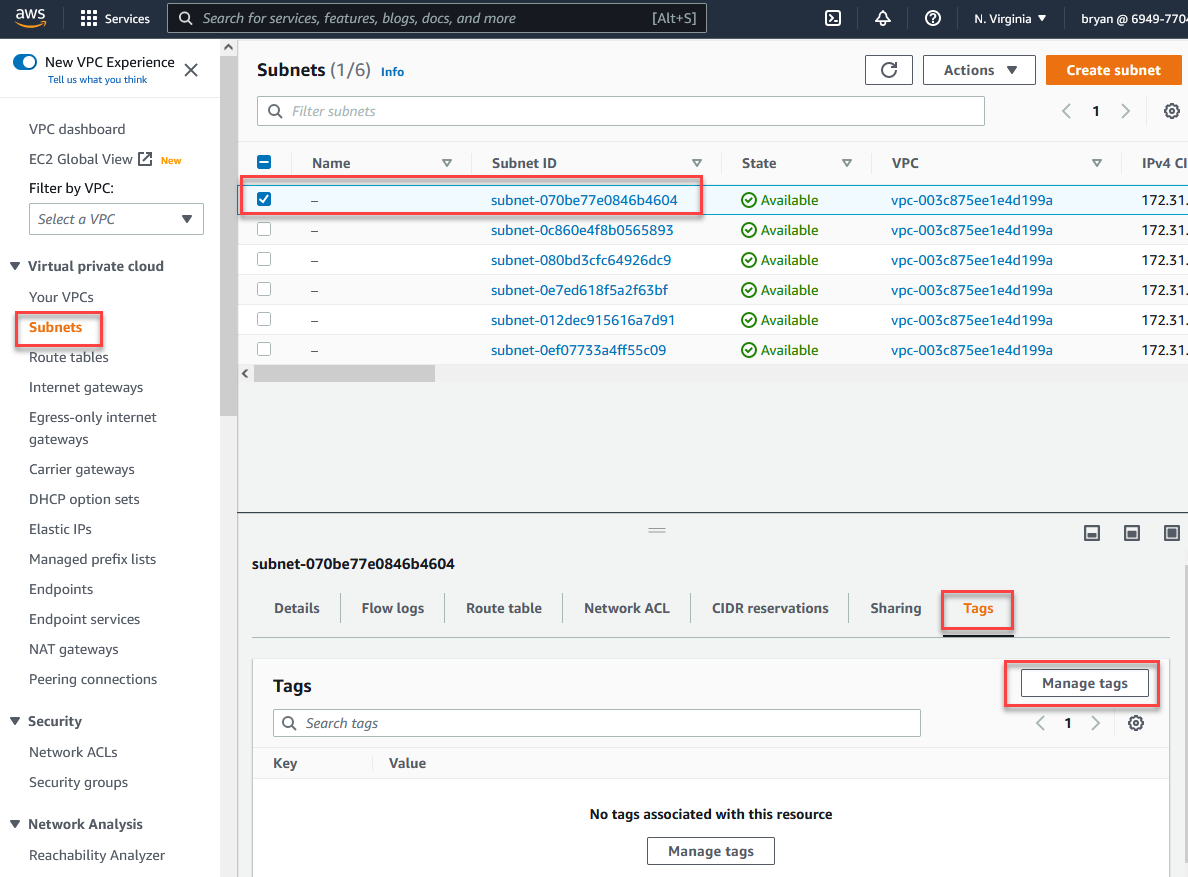 aws Services Search for services, features, blogs, docs, and more [Alt+S] N. Virginia bryan @ 6949-7704
New VPC Experience
Tell us what you think
VPC dashboard
EC2 Global View New
Filter by VPC:
Select a VPC
Virtual private cloud
Your VPCs
Subnets
Route tables
Internet gateways
Egress-only internet
gateways
Carrier gateways
DHCP option sets
Elastic IPs
Managed prefix lists
Endpoints
Endpoint services
NAT gateways
Peering connections
Security
Network ACLs
Security groups
Network Analysis
Reachability Analyzer
Subnets (1/6) Info Actions Create subnet
Filter subnets 1
Name Subnet ID State VPC IPv4 CI
– subnet-070be77e0846b4604 Available vpc-003c875ee1e4d199a 172.31.
– subnet-0c860e4f8b0565893 Available vpc-003c875ee1e4d199a 172.31.
– subnet-080bd3cfc64926dc9 Available vpc-003c875ee1e4d199a 172.31.
– subnet-0e7ed618f5a2f63bf Available vpc-003c875ee1e4d199a 172.31.
– subnet-012dec915616a7d91 Available vpc-003c875ee1e4d199a 172.31.
– subnet-0ef07733a4ff55c09 Available vpc-003c875ee1e4d199a 172.31.
subnet-070be77e0846b4604
Details Flow logs Route table Network ACL CIDR reservations Sharing Tags
Tags Manage tags
Search tags 1
Key Value
No tags associated with this resource
Manage tags